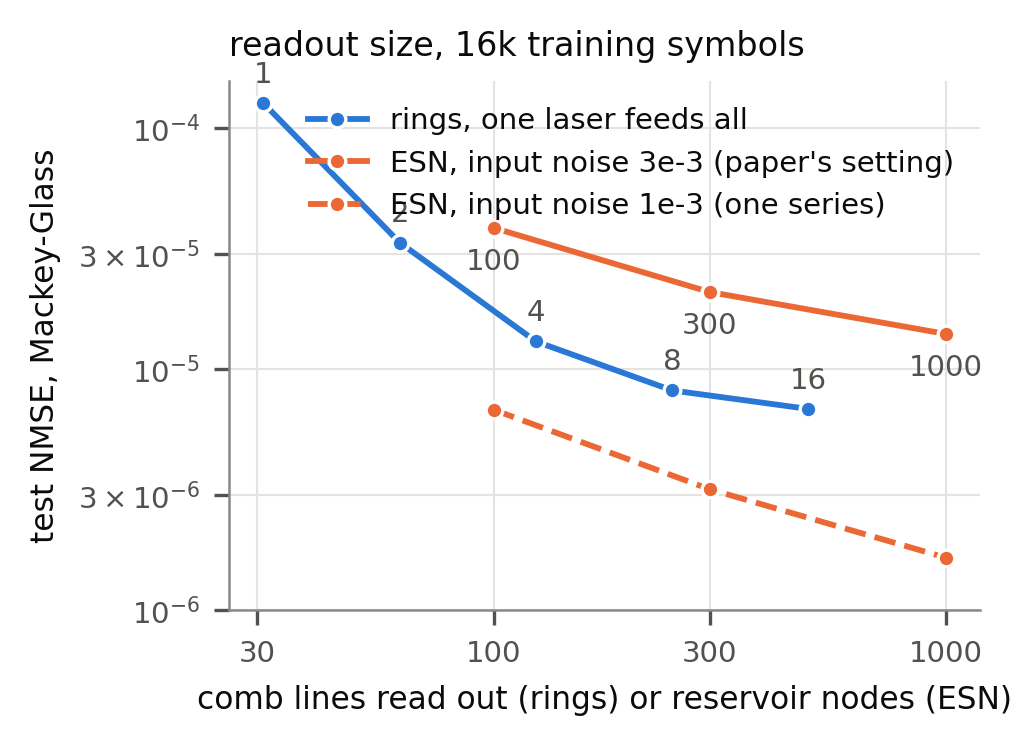 readout size, 16k training symbols
1
rings, one laser feeds all
ESN, input noise 3e-3 (paper's setting)
ESN, input noise 1e-3 (one series)
2
100
4
300
8
16
1000
10⁻⁴
3 × 10⁻⁵
10⁻⁵
3 × 10⁻⁶
10⁻⁶
test NMSE, Mackey-Glass
30
100
300
1000
comb lines read out (rings) or reservoir nodes (ESN)